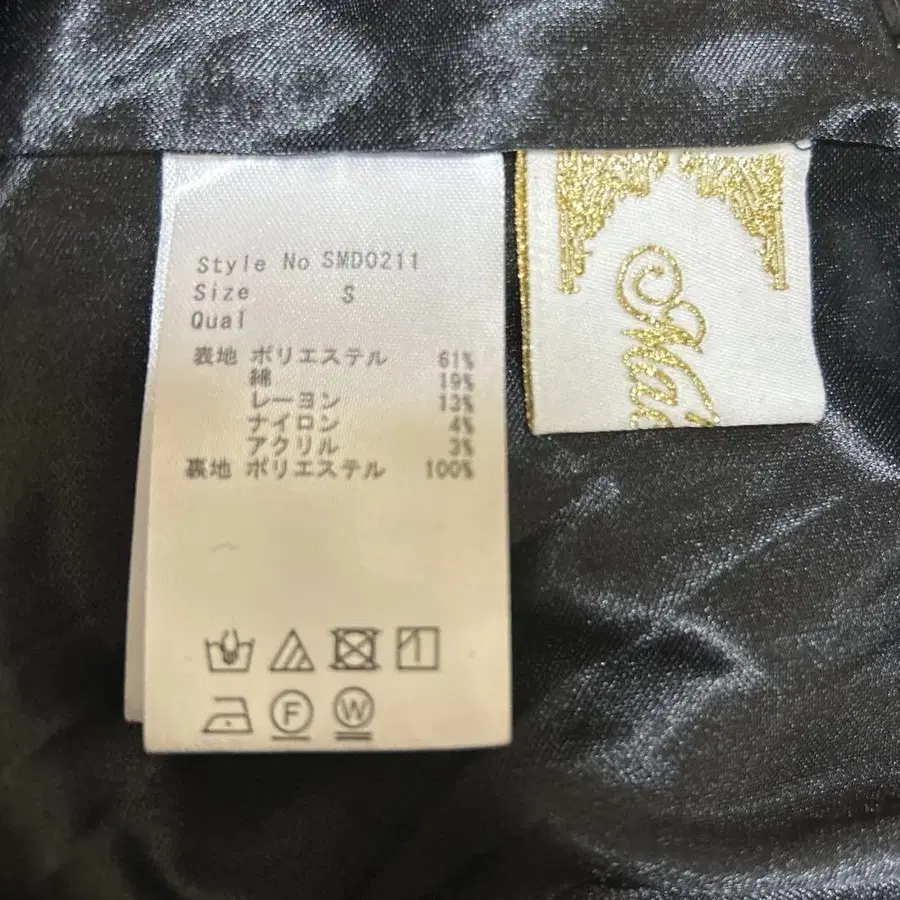 Style No SMD0211
Size S
Qual
表地 ポリエステル 61%
綿 19%
レーヨン 13%
ナイロン 4%
アクリル 3%
裏地 ポリエステル 100%
F W